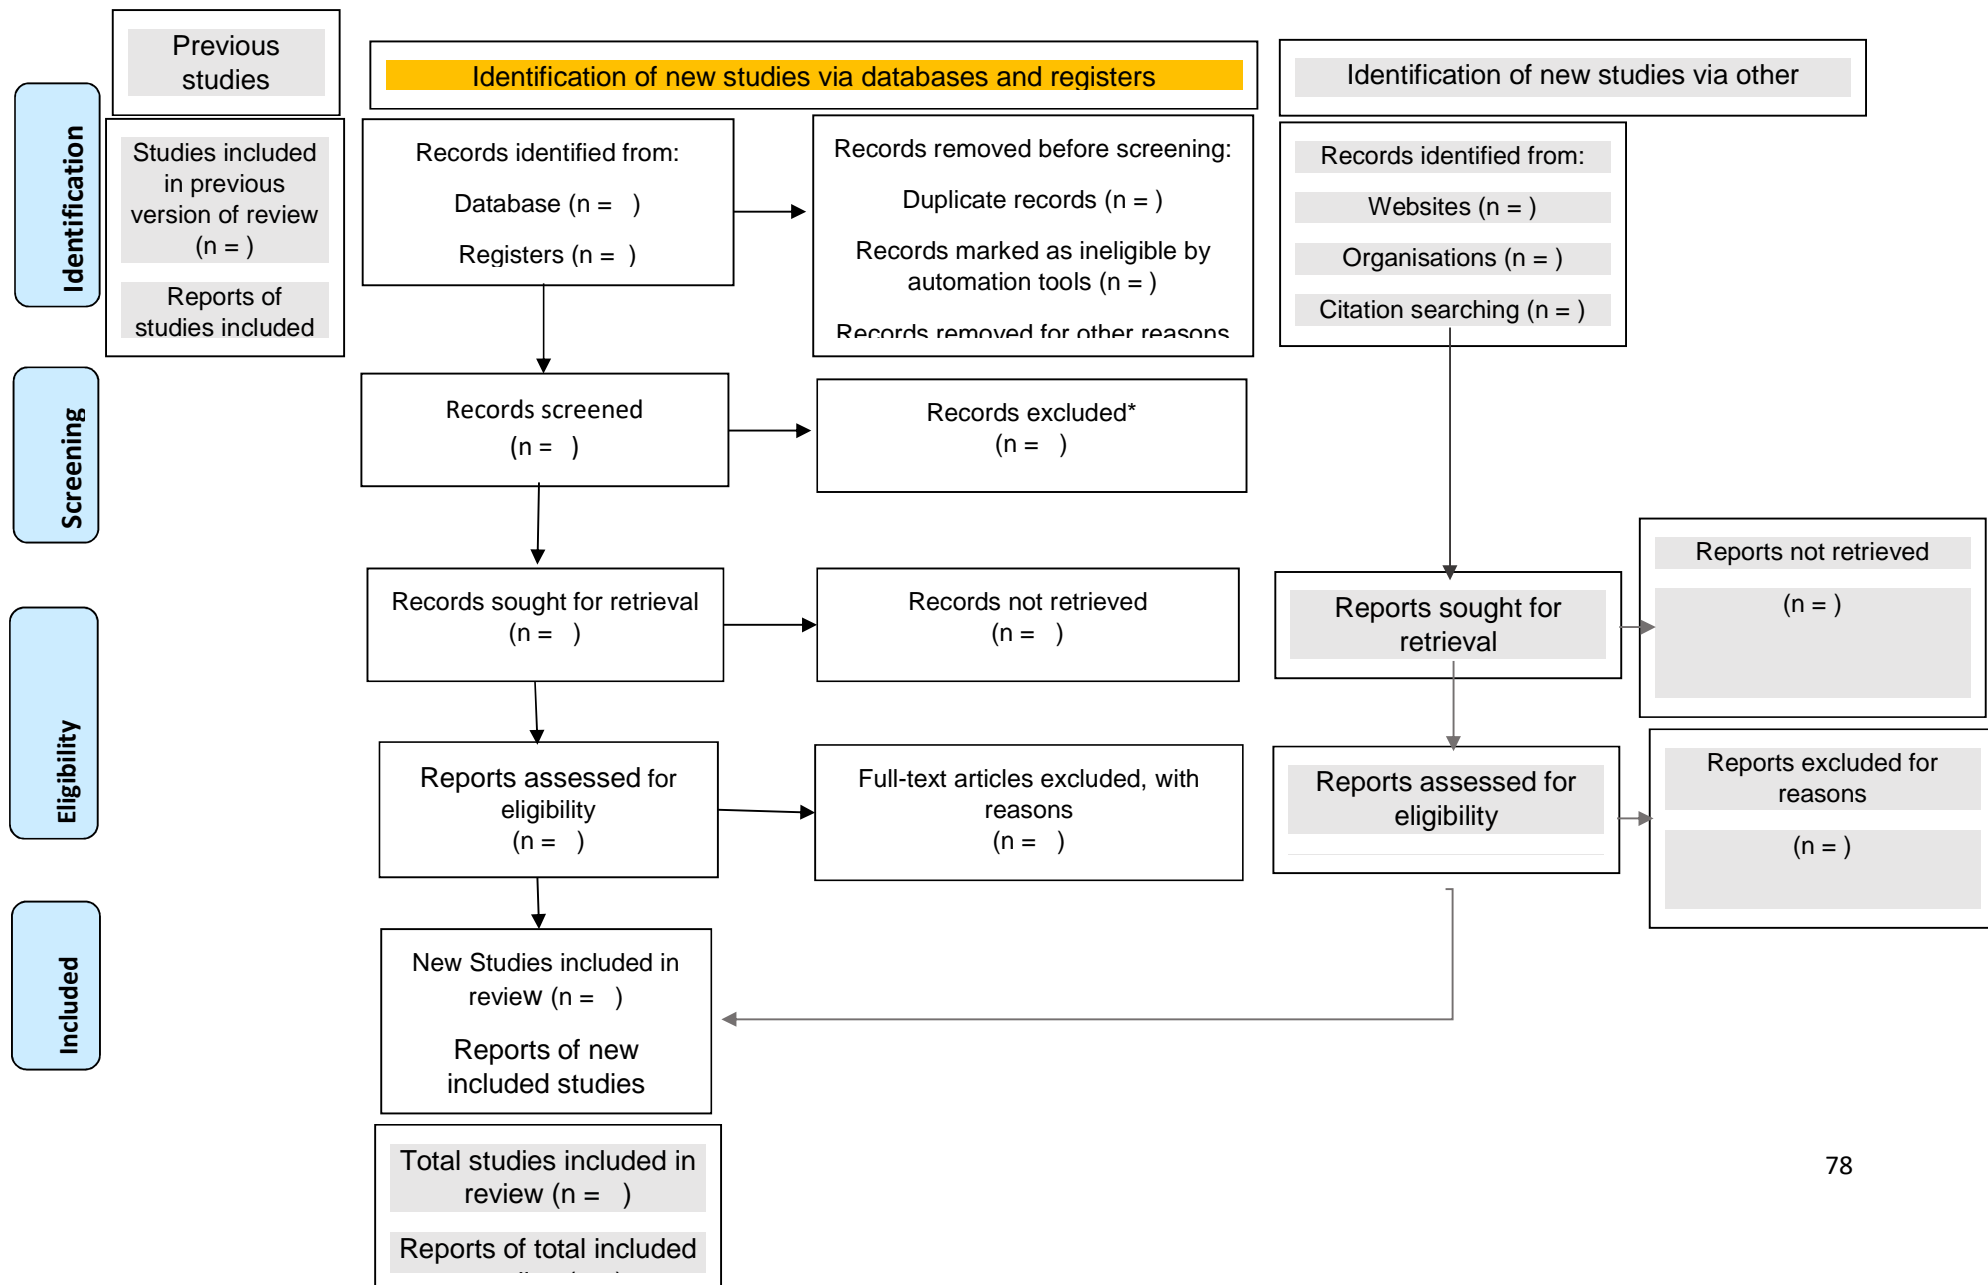 Previous
studies
Identification of new studies via databases and registers
Identification of new studies via other
Identification
Studies included
in previous
version of review
(n = )
Reports of
studies included
Records identified from:
Database (n =   )
Registers (n =  )
Records removed before screening:
Duplicate records (n = )
Records marked as ineligible by
automation tools (n = )
Records removed for other reasons
Records identified from:
Websites (n = )
Organisations (n = )
Citation searching (n = )
Screening
Records screened
(n =   )
Records excluded*
(n =   )
Eligibility
Records sought for retrieval
(n =   )
Records not retrieved
(n =   )
Reports sought for
retrieval
Reports not retrieved
(n = )
Reports assessed for
eligibility
(n =   )
Full-text articles excluded, with
reasons
(n =   )
Reports assessed for
eligibility
Reports excluded for
reasons
(n = )
Included
New Studies included in
review (n =   )
Reports of new
included studies
Total studies included in
review (n =   )
Reports of total included
78